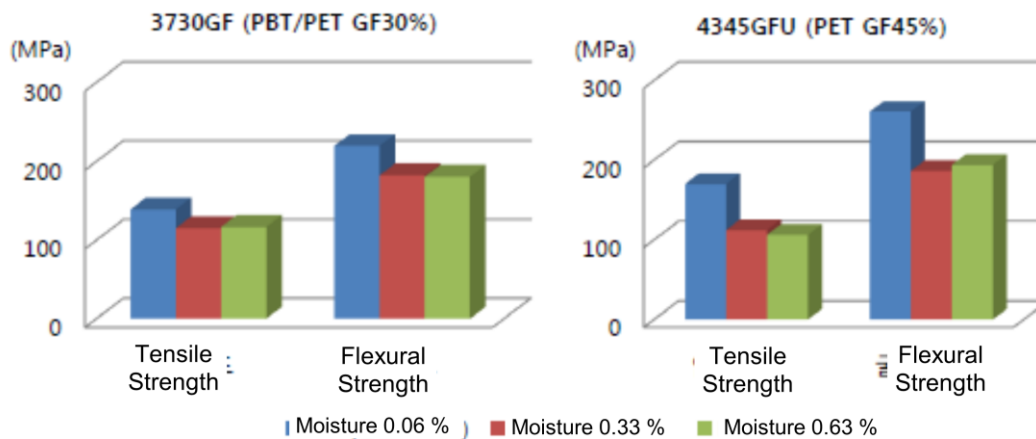 3730GF (PBT/PET GF30%)
(MPa)
300
200
100
0
Tensile
Strength
Flexural
Strength
4345GFU (PET GF45%)
(MPa)
300
200
100
0
Tensile
Strength
Flexural
Strength
Moisture 0.06 % )
Moisture 0.33 %
Moisture 0.63 %